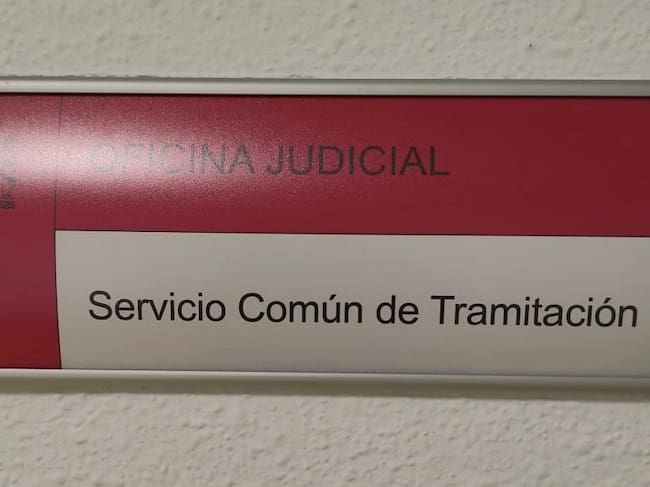 OFICINA JUDICIAL
Servicio Común de Tramitación